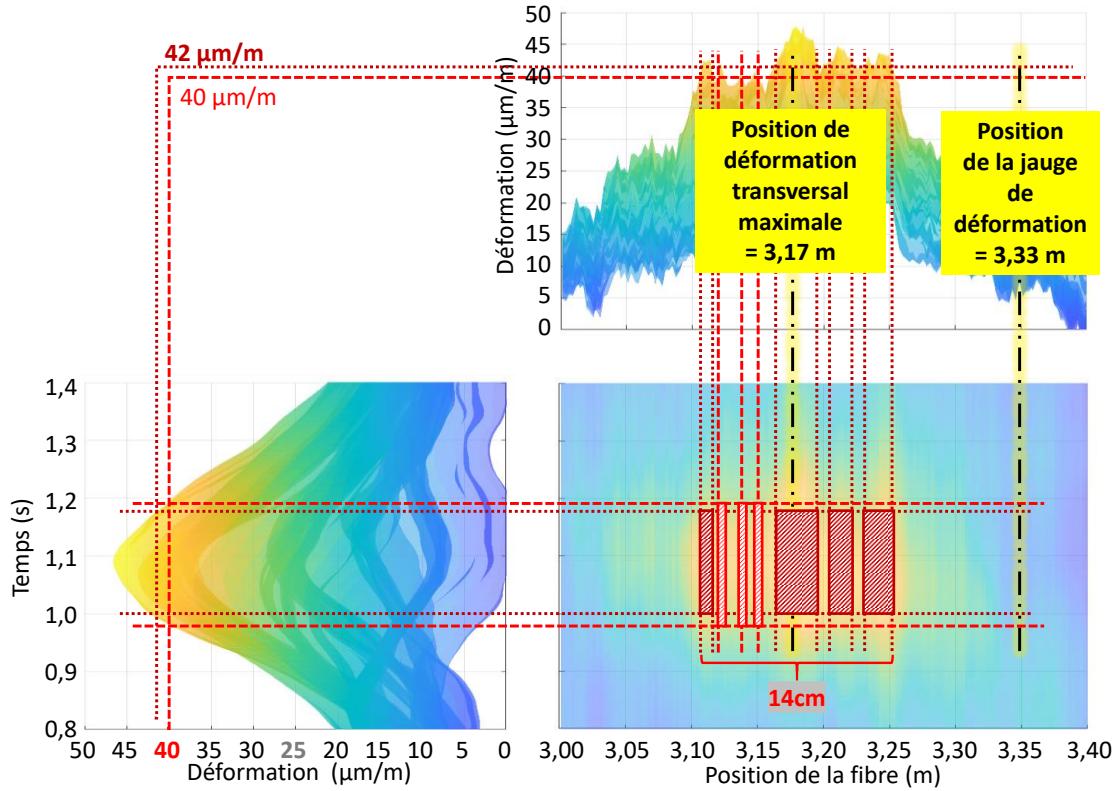 42 µm/m
40 µm/m
Déformation (µm/m)
50
45
40
35
30
25
20
15
10
5
0
Position de
déformation
transversal
maximale
= 3,17 m
Position
de la jauge
de
déformation
= 3,33 m
Temps (s)
1,4
1,3
1,2
1,1
1,0
0,9
0,8
50 45 40 35 30 25 20 15 10 5 0
Déformation (µm/m)
14cm
3,00 3,05 3,10 3,15 3,20 3,25 3,30 3,35 3,40
Position de la fibre (m)